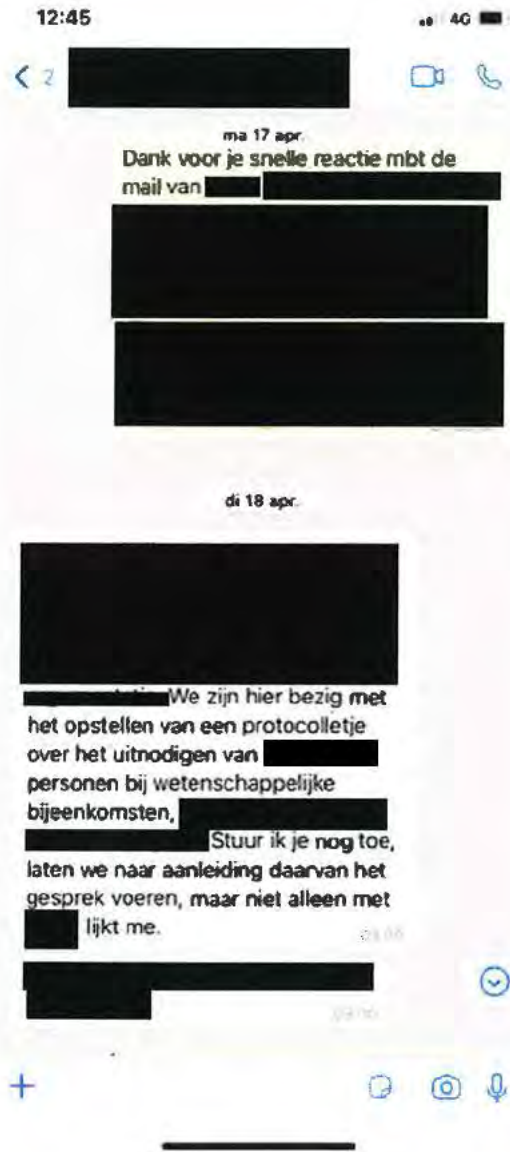 12:45
4G
2
ma 17 apr.
Dank voor je snelle reactie mbt de
mail van
di 18 apr.
We zijn hier bezig met
het opstellen van een protocolletje
over het uitnodigen van
personen bij wetenschappelijke
bijeenkomsten,
Stuur ik je nog toe,
laten we naar aanleiding daarvan het
gesprek voeren, maar niet alleen met
lijkt me.